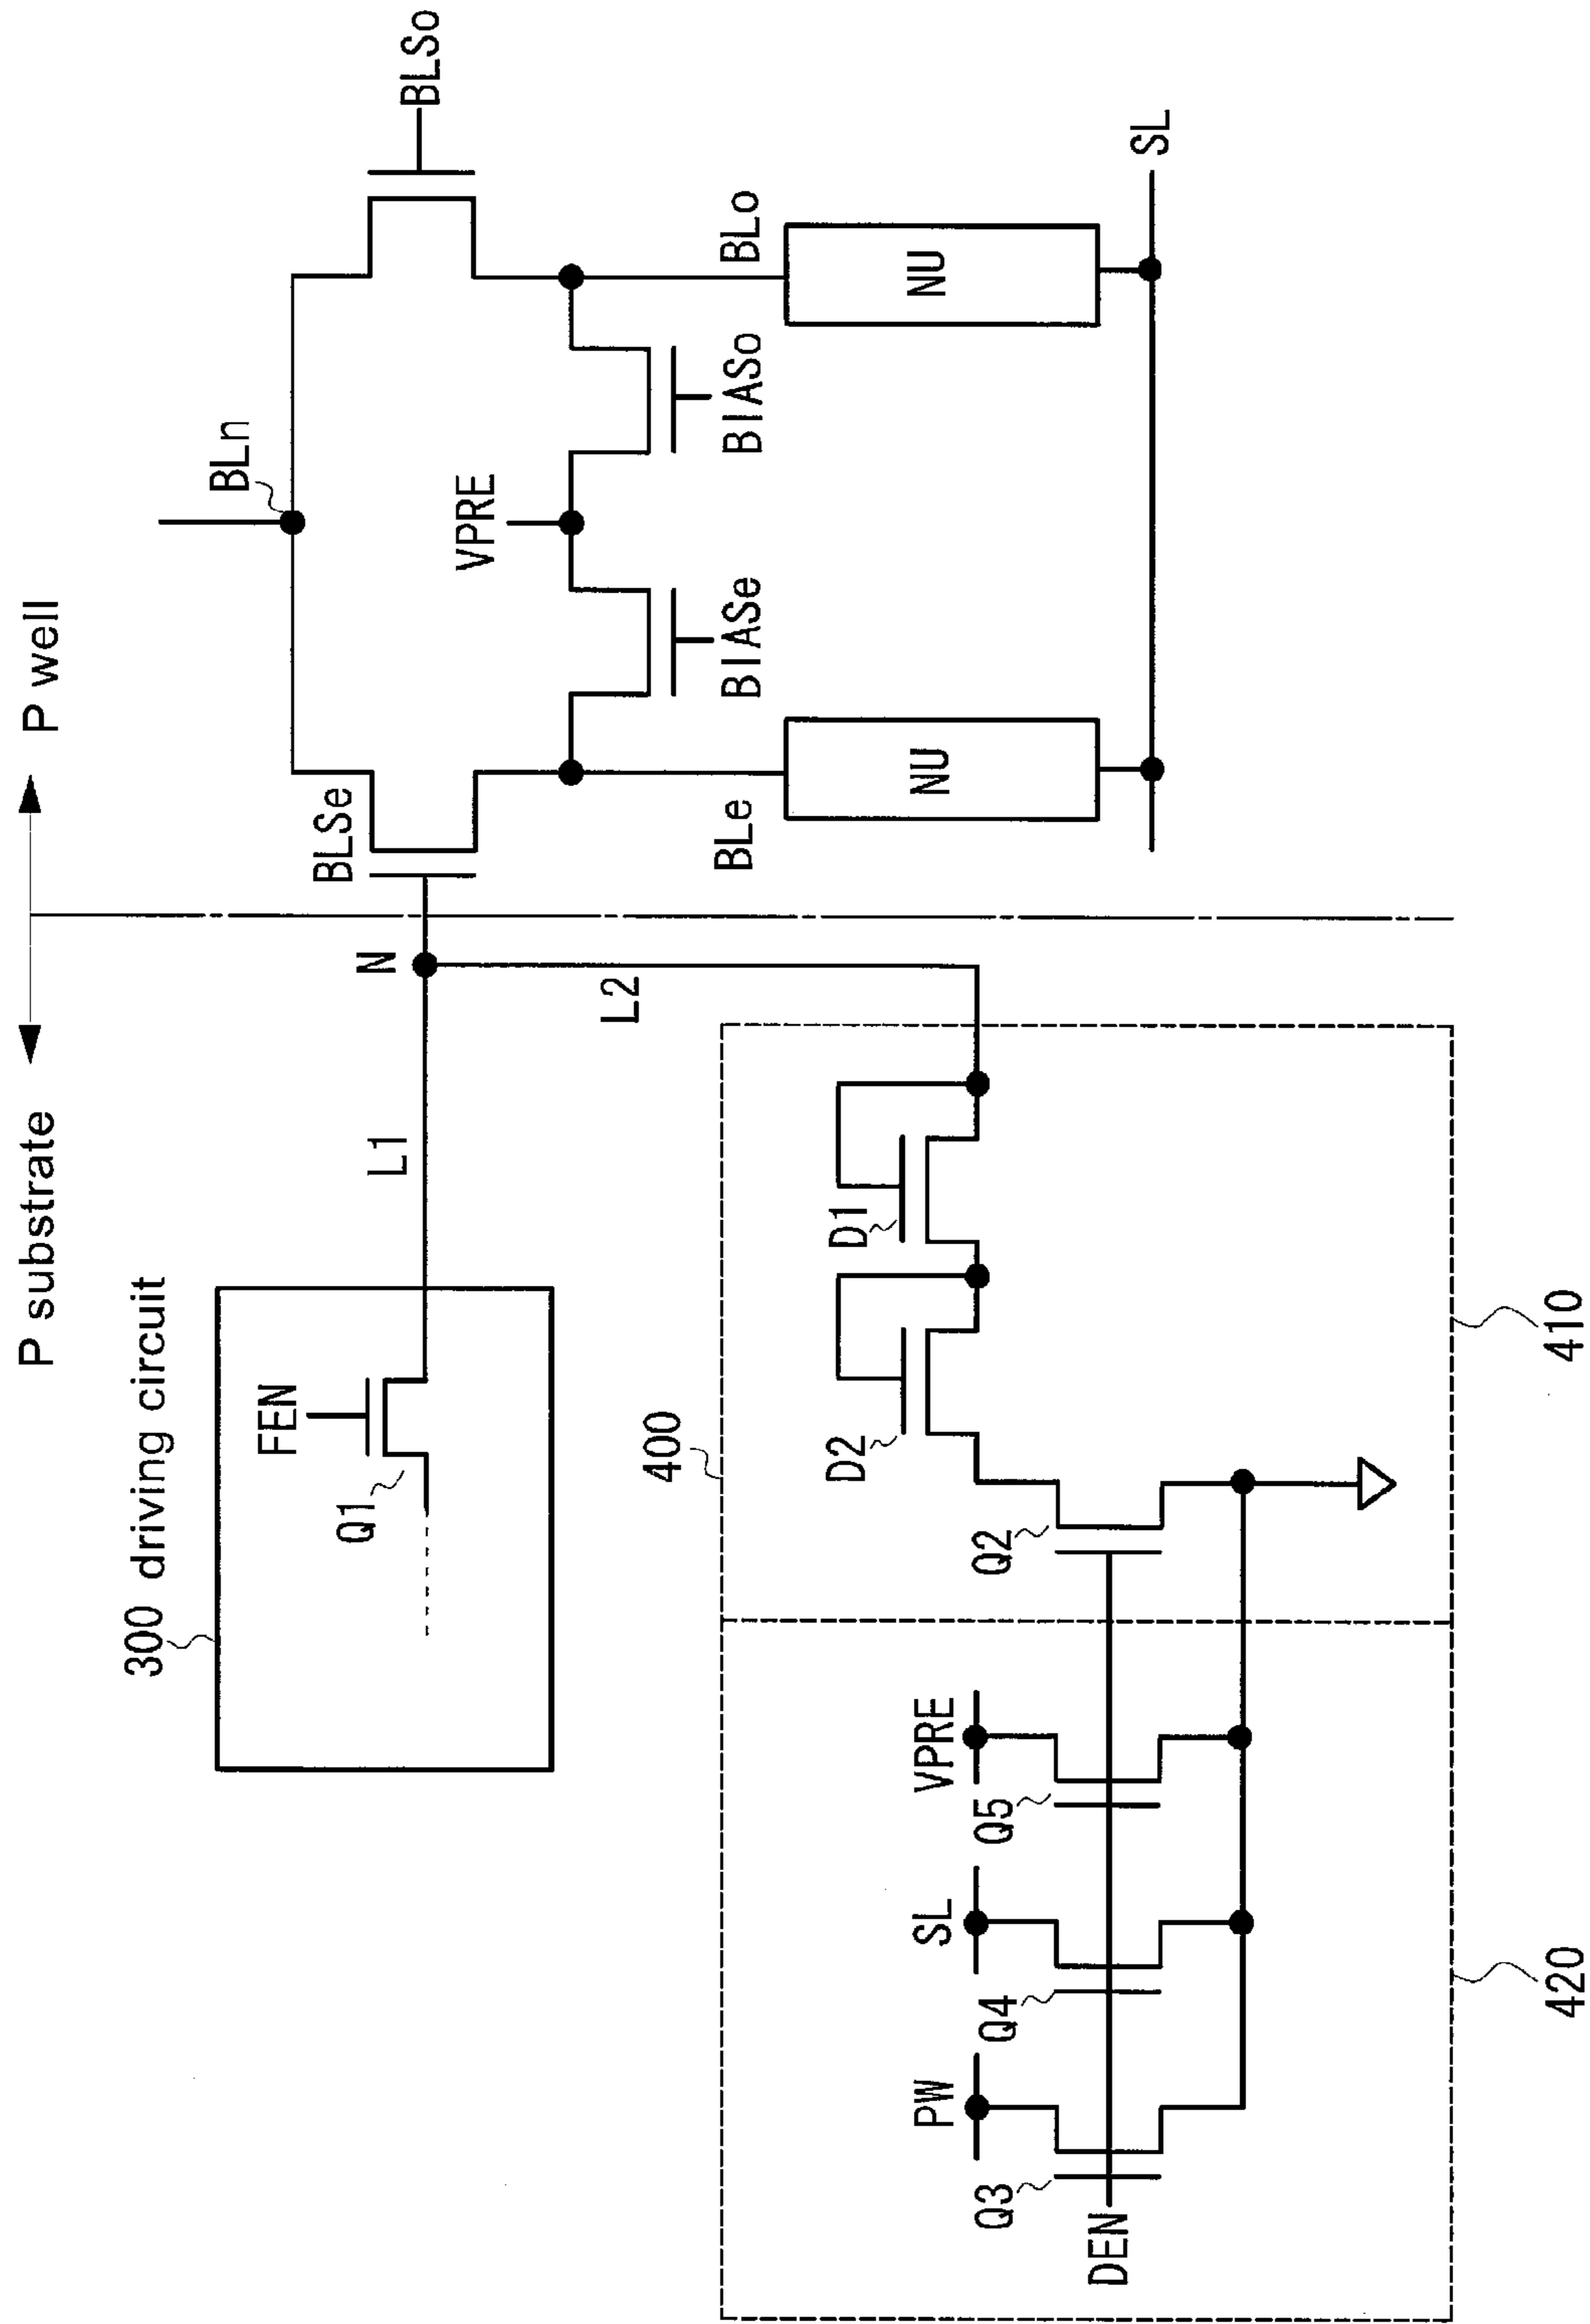 P substrate
P well
300 driving circuit
FEN
Q1
L1
N
BLSe
BLn
BLSo
L2
VPRE
BIASe
BIASo
BLe
BLo
NU
NU
SL
400
D2
D1
PW
SL
VPRE
Q3
Q4
Q5
Q2
DEN
420
410